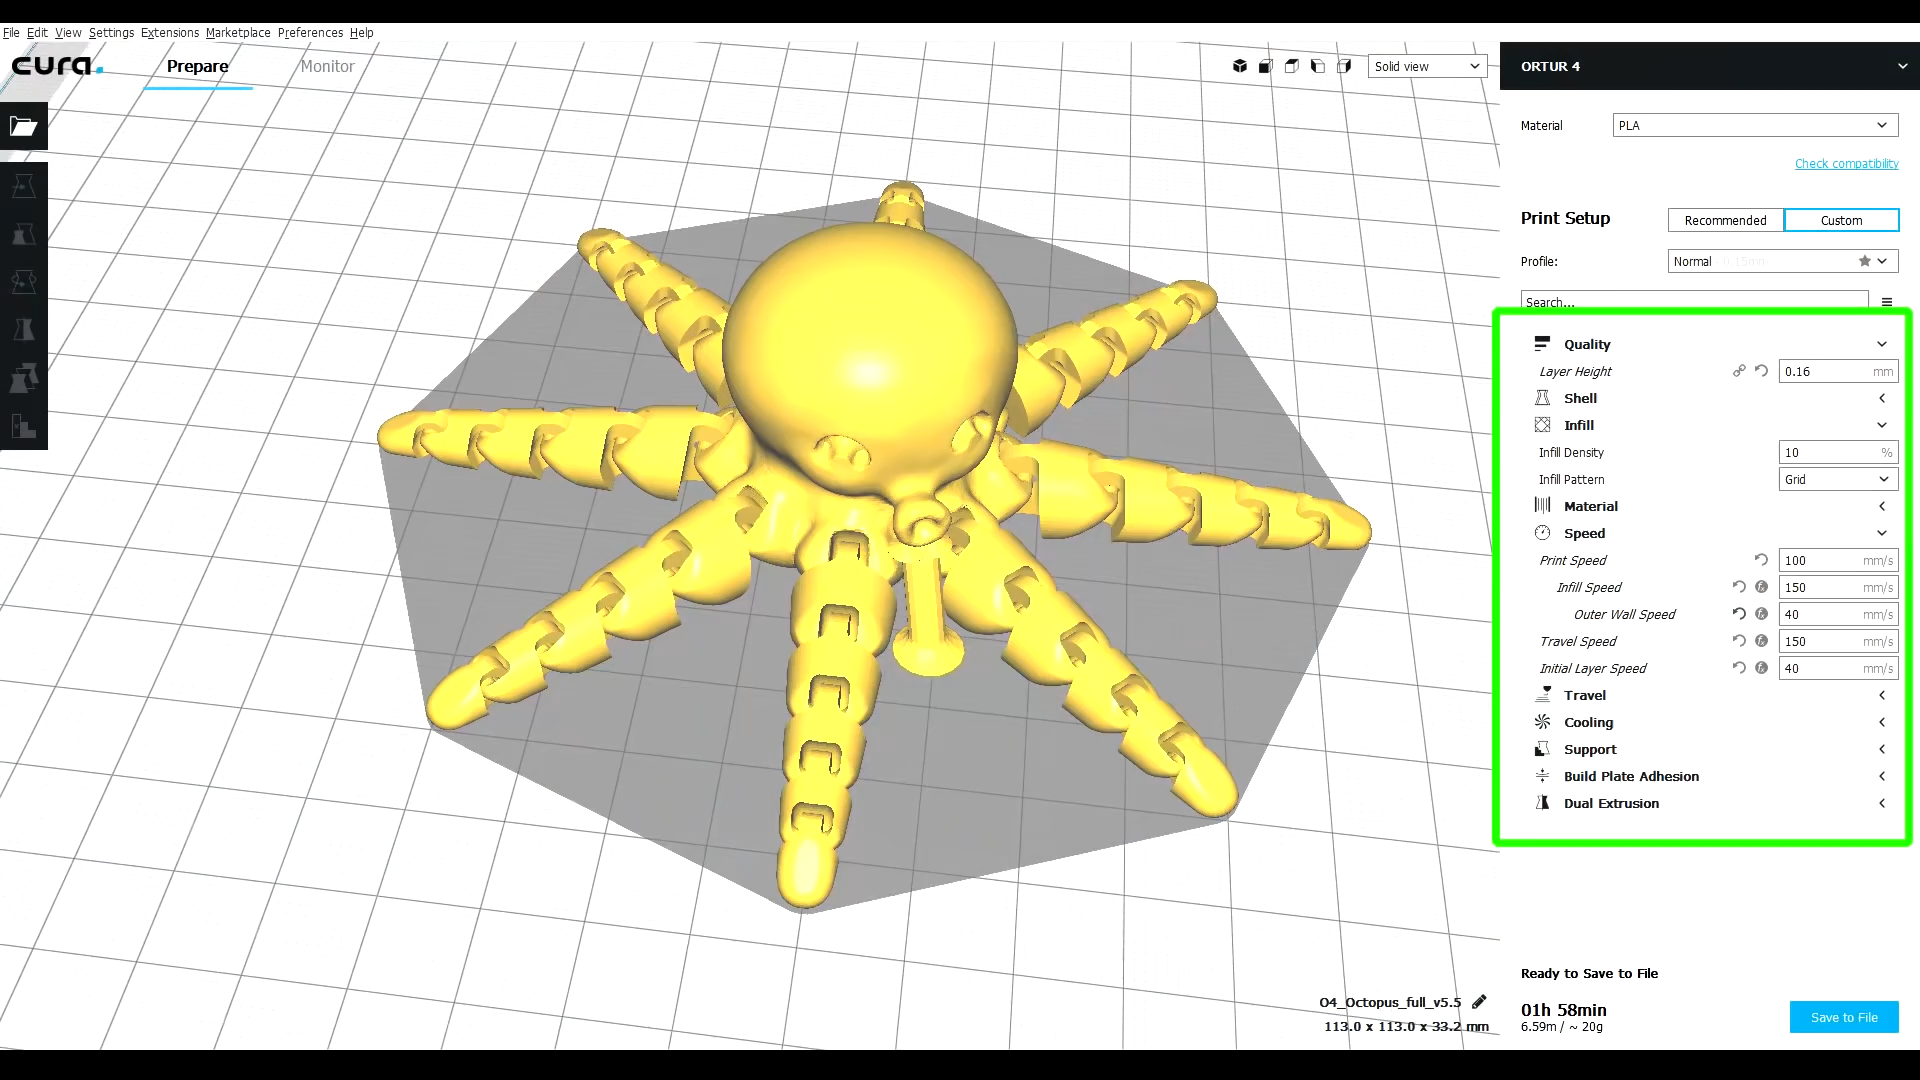 File Edit View Settings Extensions Marketplace Preferences Help
cura.
Prepare
Monitor
Solid view
ORTUR 4
Material
PLA
Check compatibility
Print Setup
Recommended
Custom
Profile:
Normal
Search...
Quality
Layer Height
0.16 mm
Shell
Infill
Infill Density
10 %
Infill Pattern
Grid
Material
Speed
Print Speed
100 mm/s
Infill Speed
150 mm/s
Outer Wall Speed
40 mm/s
Travel Speed
150 mm/s
Initial Layer Speed
40 mm/s
Travel
Cooling
Support
Build Plate Adhesion
Dual Extrusion
Ready to Save to File
O4_Octopus_full_v5.5
113.0 x 113.0 x 33.2 mm
01h 58min
6.59m / ~ 20g
Save to File